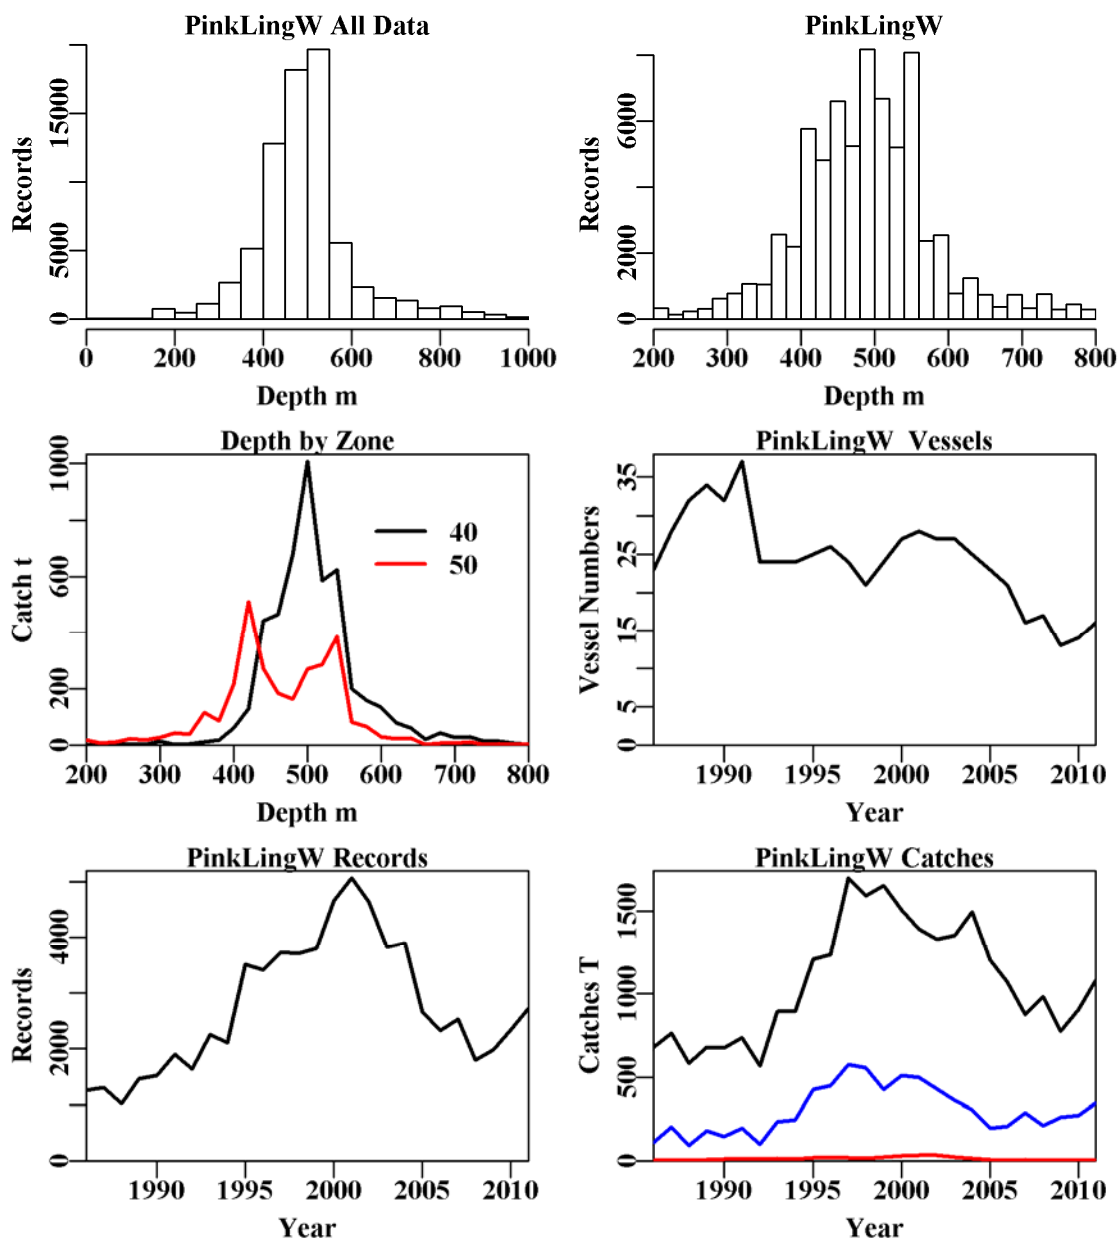 PinkLingW All Data
Records
0 5000 15000
0 200 400 600 800 1000
Depth m
PinkLingW
Records
0 2000 6000
200 300 400 500 600 700 800
Depth m
Depth by Zone
Catch t
0 200 600 1000
40
50
200 300 400 500 600 700 800
Depth m
PinkLingW Vessels
Vessel Numbers
0 5 15 25 35
1990 1995 2000 2005 2010
Year
PinkLingW Records
Records
0 2000 4000
1990 1995 2000 2005 2010
Year
PinkLingW Catches
Catches T
0 500 1000 1500
1990 1995 2000 2005 2010
Year